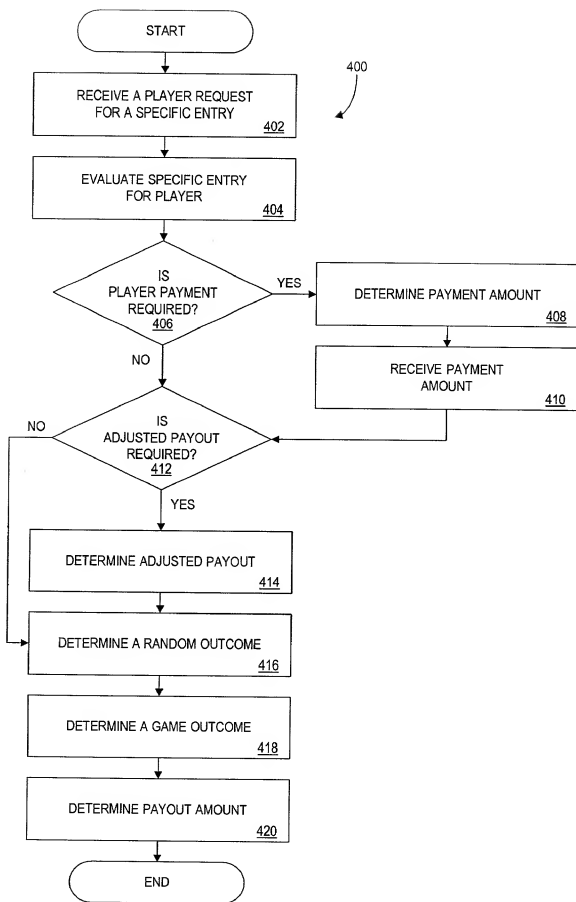 START
400
RECEIVE A PLAYER REQUEST
FOR A SPECIFIC ENTRY
402
EVALUATE SPECIFIC ENTRY
FOR PLAYER
404
IS
PLAYER PAYMENT
REQUIRED?
406
YES
DETERMINE PAYMENT AMOUNT
408
NO
RECEIVE PAYMENT
AMOUNT
410
NO
IS
ADJUSTED PAYOUT
REQUIRED?
412
YES
DETERMINE ADJUSTED PAYOUT
414
DETERMINE A RANDOM OUTCOME
416
DETERMINE A GAME OUTCOME
418
DETERMINE PAYOUT AMOUNT
420
END